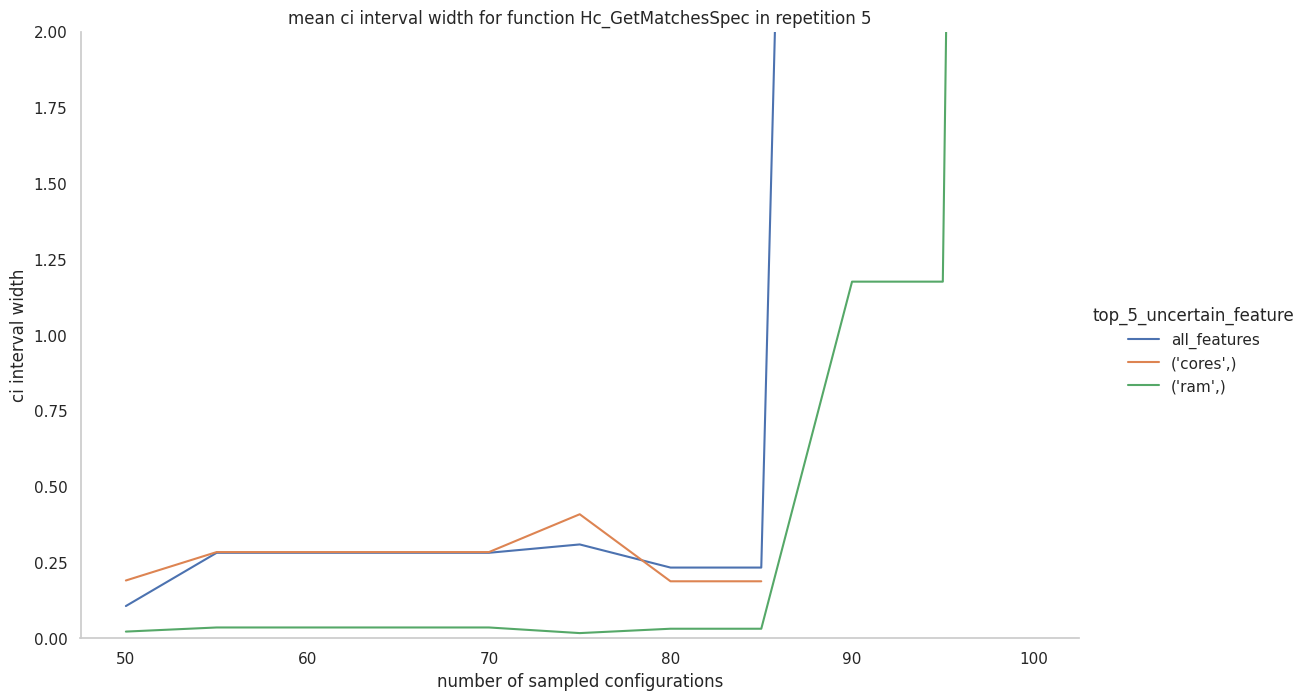 mean ci interval width for function Hc_GetMatchesSpec in repetition 5
2.00
1.75
1.50
1.25
1.00
0.75
0.50
0.25
0.00
ci interval width
50
60
70
80
90
100
number of sampled configurations
top_5_uncertain_feature
all_features
('cores',)
('ram',)